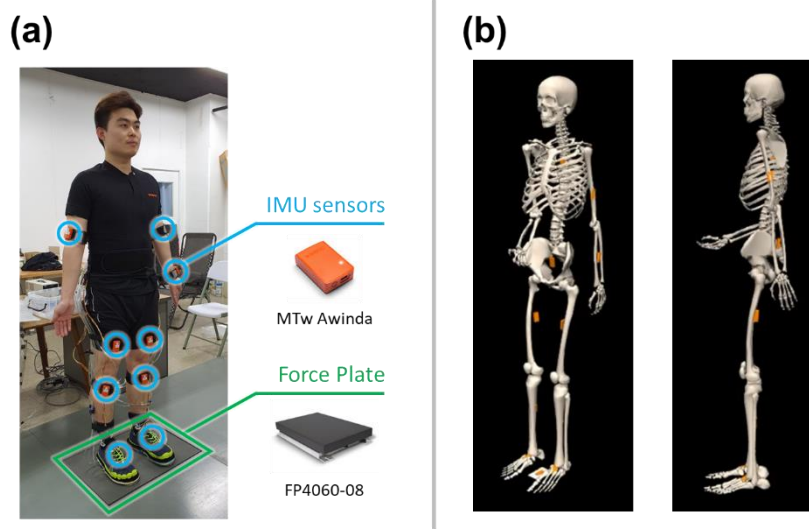 (a)
(b)
IMU sensors
MTw Awinda
Force Plate
FP4060-08